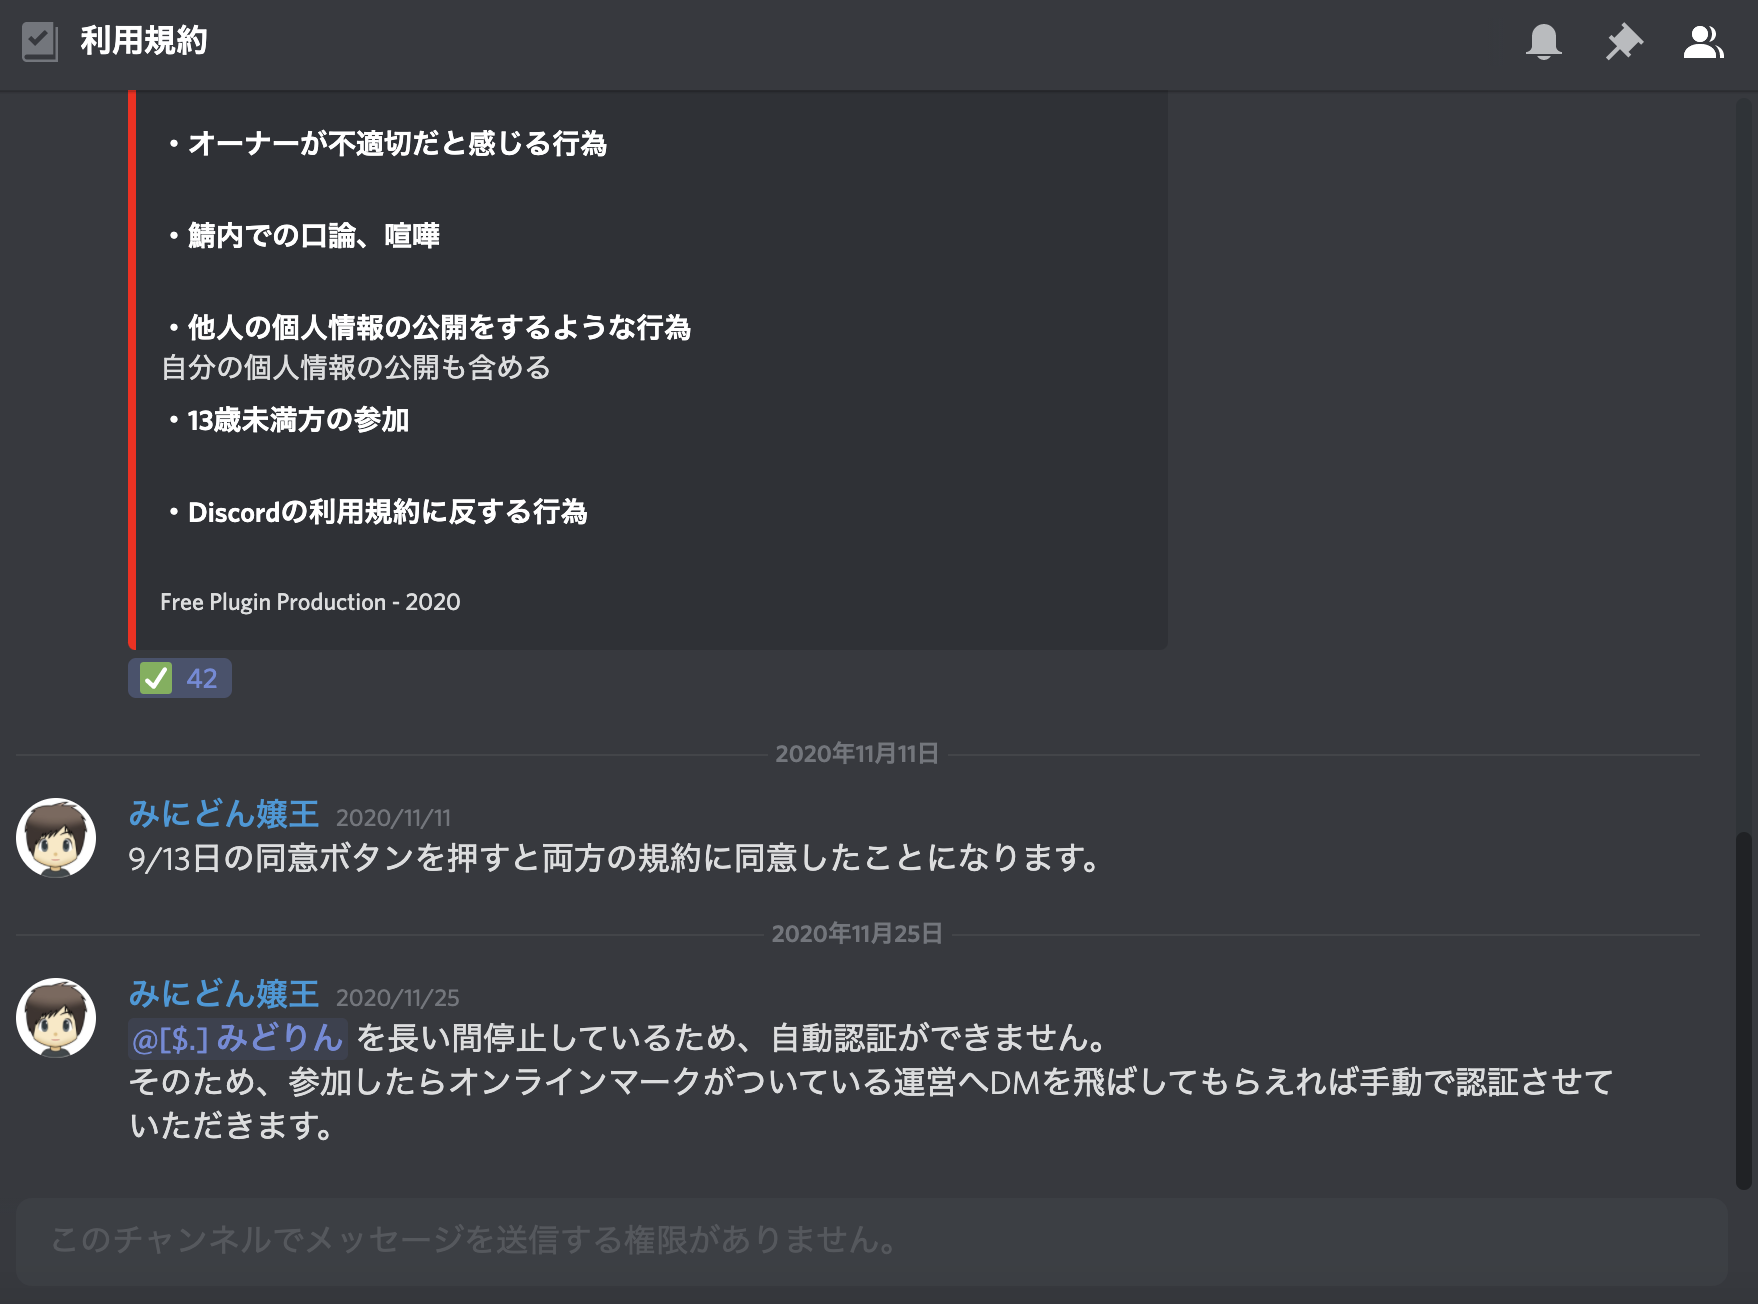 利用規約
・オーナーが不適切だと感じる行為
・鯖内での口論、喧嘩
・他人の個人情報の公開をするような行為
自分の個人情報の公開も含める
・13歳未満方の参加
・Discordの利用規約に反する行為
Free Plugin Production - 2020
42
2020年11月11日
みにどん嬢王 2020/11/11
9/13日の同意ボタンを押すと両方の規約に同意したことになります。
2020年11月25日
みにどん嬢王 2020/11/25
@[$.] みどりん を長い間停止しているため、自動認証ができません。
そのため、参加したらオンラインマークがついている運営へDMを飛ばしてもらえれば手動で認証させて
いただきます。
このチャンネルでメッセージを送信する権限がありません。